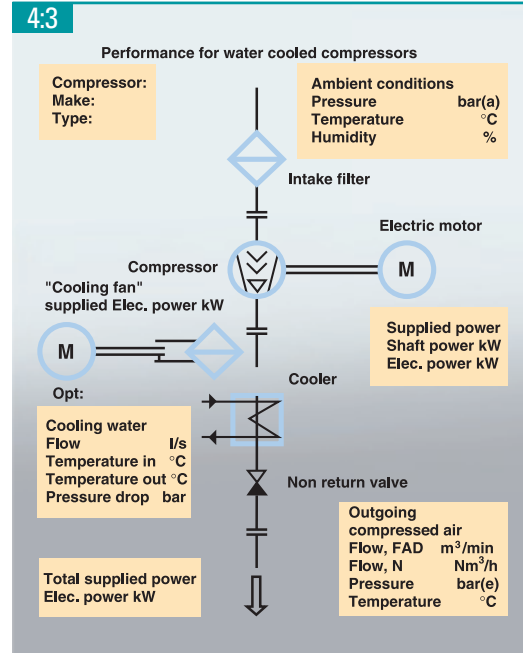 4:3
Performance for water cooled compressors
Compressor:
Make:
Type:
Ambient conditions
Pressure bar(a)
Temperature °C
Humidity %
Intake filter
Electric motor
Compressor
M
"Cooling fan"
supplied Elec. power kW
M
Supplied power
Shaft power kW
Elec. power kW
Cooler
Opt:
Cooling water
Flow l/s
Temperature in °C
Temperature out °C
Pressure drop bar
Non return valve
Outgoing
compressed air
Flow, FAD m³/min
Flow, N Nm³/h
Pressure bar(e)
Temperature °C
Total supplied power
Elec. power kW